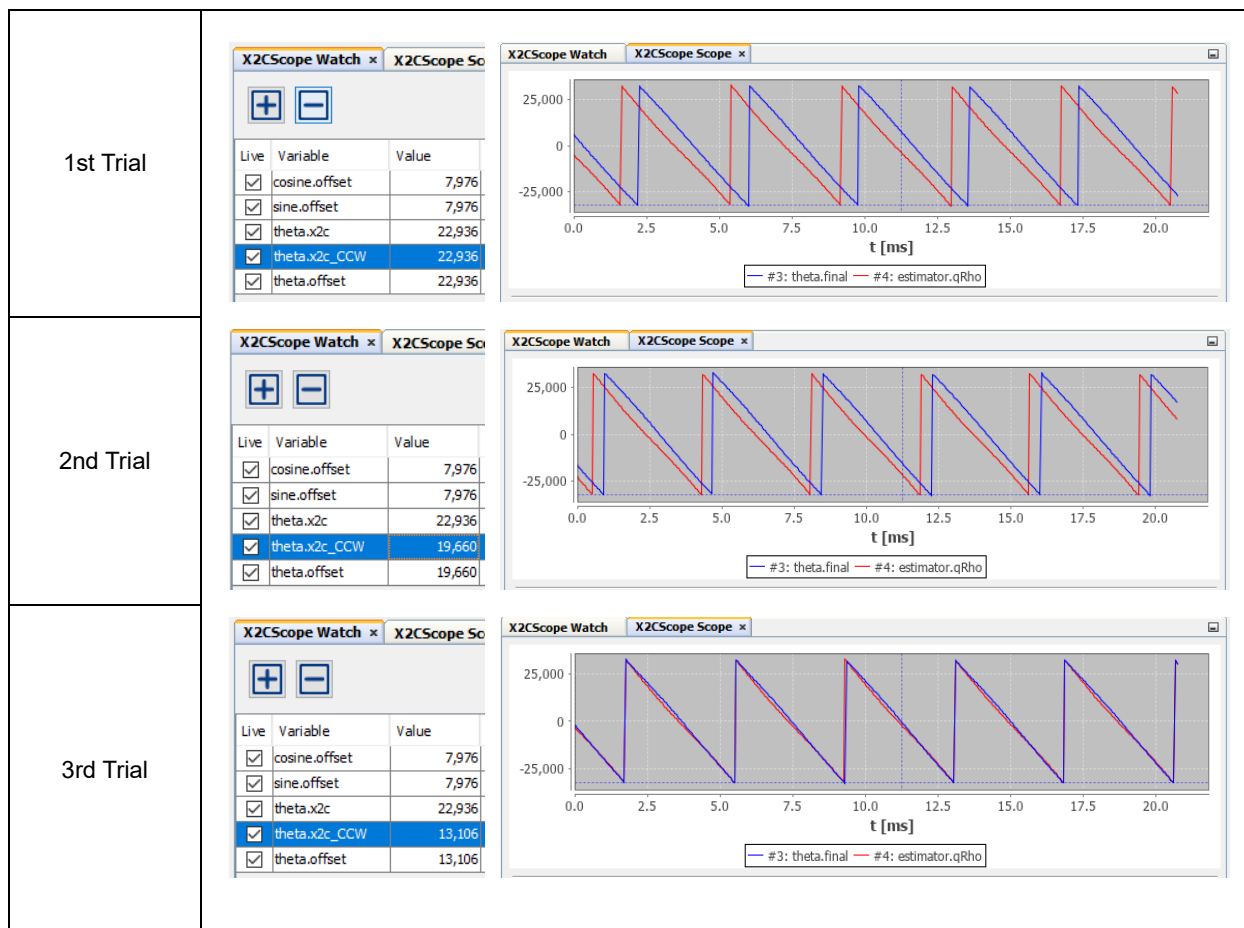 1st Trial
X2CScope Watch × X2CScope Sc
Live Variable Value
cosine.offset 7,976
sine.offset 7,976
theta.x2c 22,936
theta.x2c_CCW 22,936
theta.offset 22,936
X2CScope Watch X2CScope Scope ×
25,000
0
-25,000
0.0 2.5 5.0 7.5 10.0 12.5 15.0 17.5 20.0
t [ms]
#3: theta.final #4: estimator.qRho
2nd Trial
X2CScope Watch × X2CScope Sc
Live Variable Value
cosine.offset 7,976
sine.offset 7,976
theta.x2c 22,936
theta.x2c_CCW 19,660
theta.offset 19,660
X2CScope Watch X2CScope Scope ×
25,000
0
-25,000
0.0 2.5 5.0 7.5 10.0 12.5 15.0 17.5 20.0
t [ms]
#3: theta.final #4: estimator.qRho
3rd Trial
X2CScope Watch × X2CScope Sc
Live Variable Value
cosine.offset 7,976
sine.offset 7,976
theta.x2c 22,936
theta.x2c_CCW 13,106
theta.offset 13,106
X2CScope Watch X2CScope Scope ×
25,000
0
-25,000
0.0 2.5 5.0 7.5 10.0 12.5 15.0 17.5 20.0
t [ms]
#3: theta.final #4: estimator.qRho